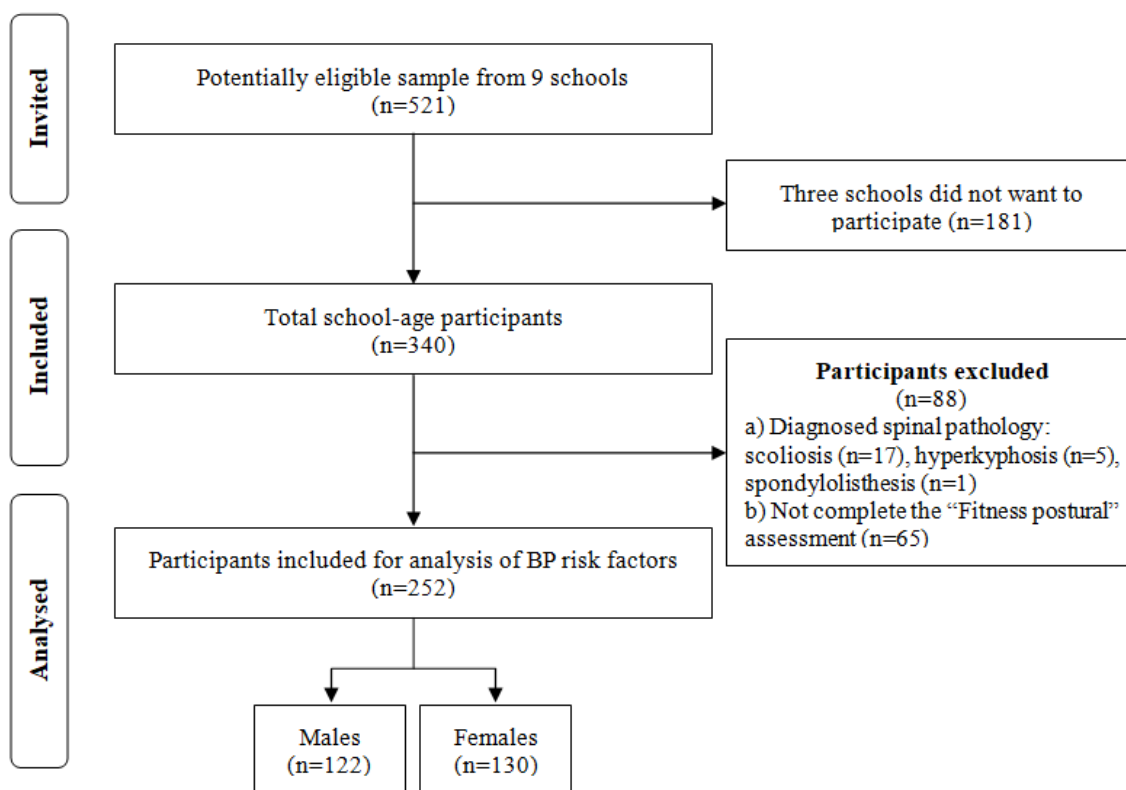 Invited
Potentially eligible sample from 9 schools
(n=521)
Three schools did not want to
participate (n=181)
Included
Total school-age participants
(n=340)
Participants excluded
(n=88)
a) Diagnosed spinal pathology:
scoliosis (n=17), hyperkyphosis (n=5),
spondylolisthesis (n=1)
b) Not complete the “Fitness postural”
assessment (n=65)
Analysed
Participants included for analysis of BP risk factors
(n=252)
Males
(n=122)
Females
(n=130)